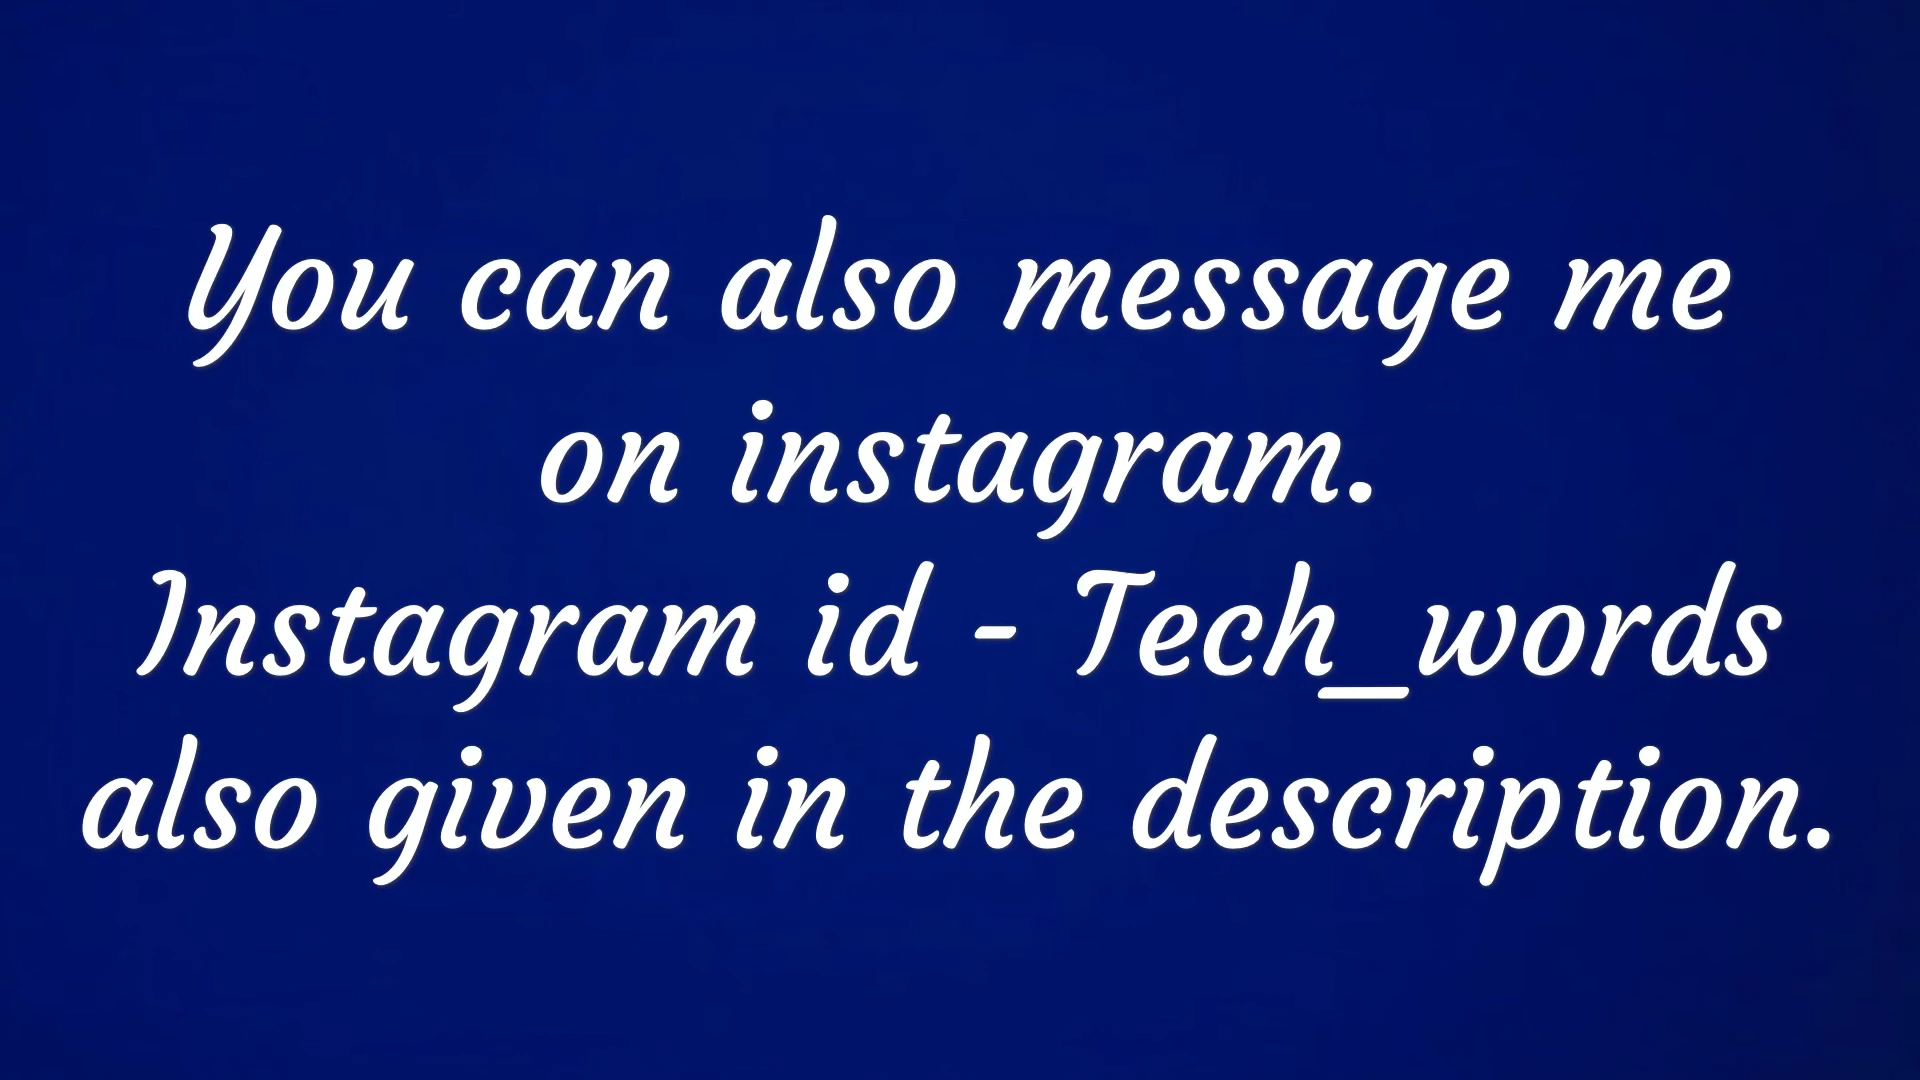 You can also message me
on instagram.
Instagram id - Tech_words
also given in the description.